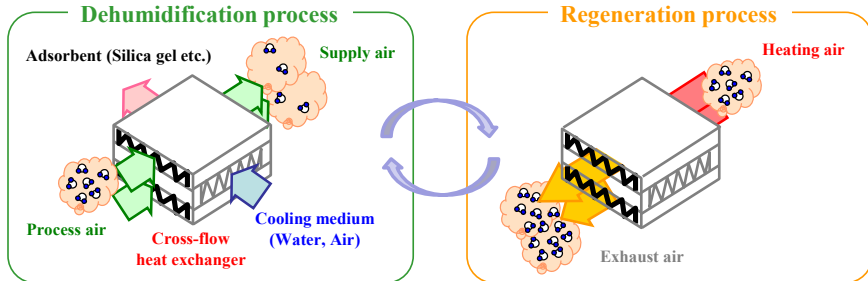 Dehumidification process
Adsorbent (Silica gel etc.)
Supply air
Process air
Cross-flow
heat exchanger
Cooling medium
(Water, Air)
Regeneration process
Heating air
Exhaust air